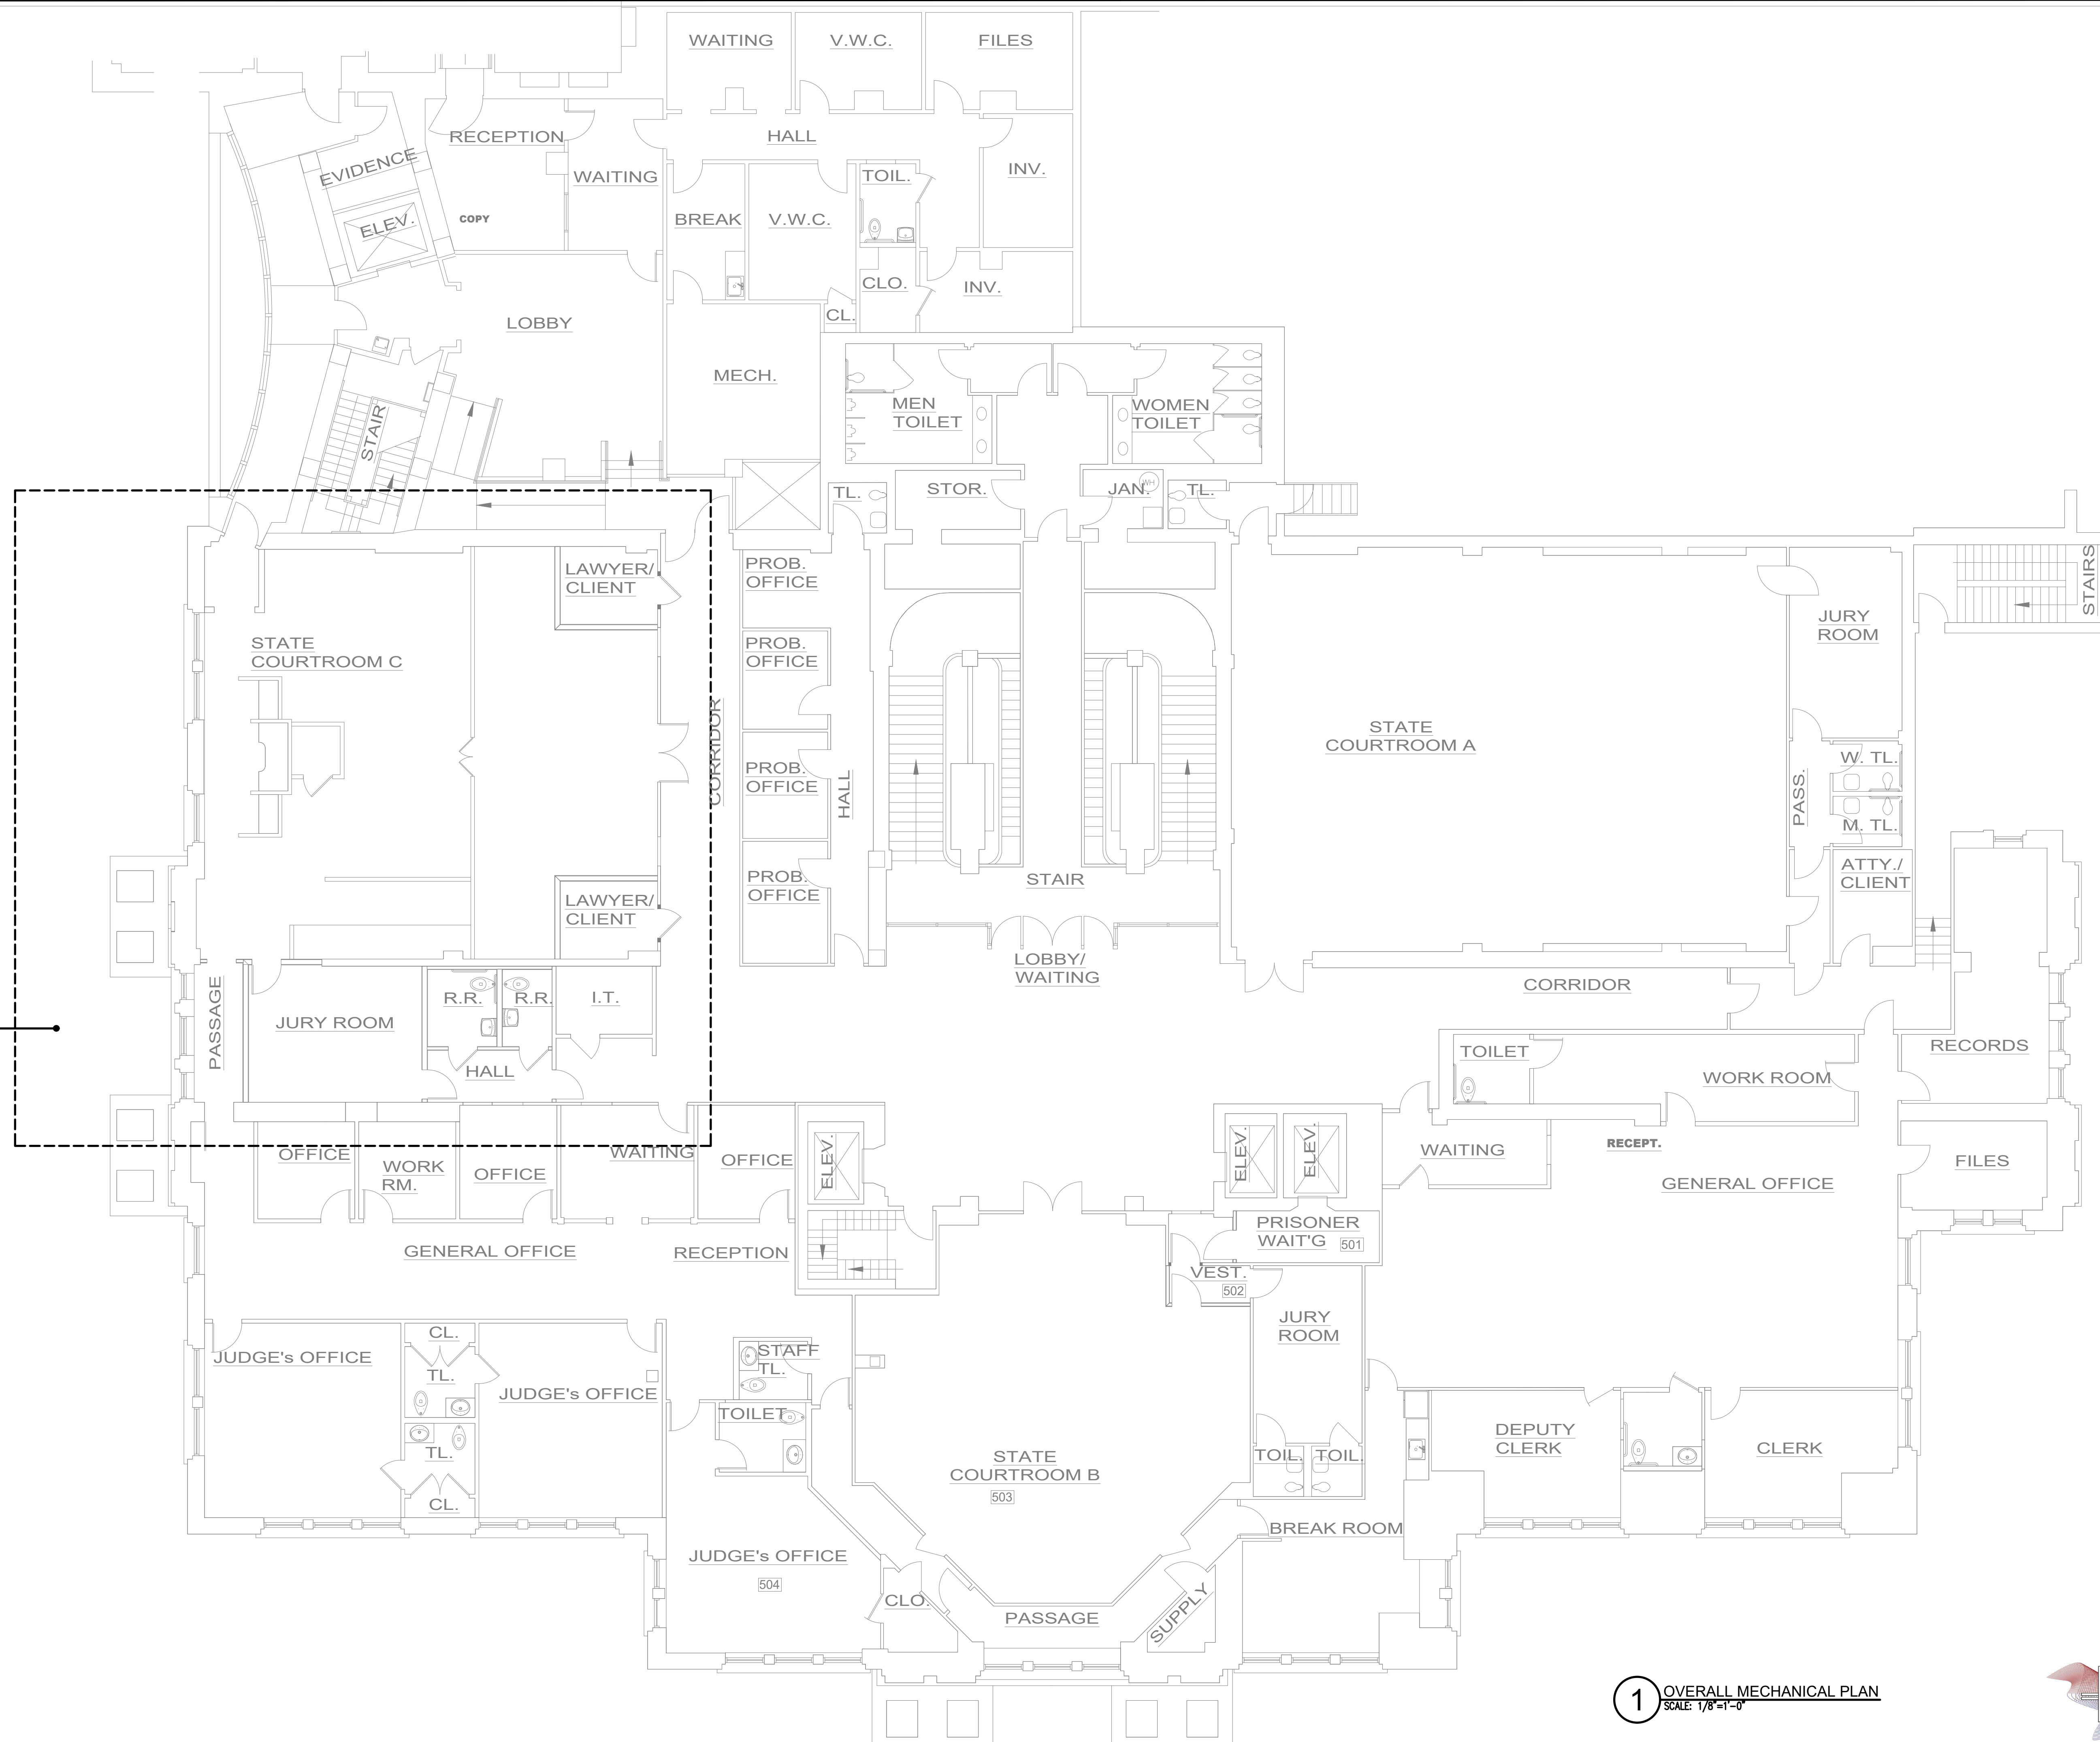 WAITING
V.W.C.
FILES
RECEPTION
HALL
EVIDENCE
WAITING
TOIL.
INV.
ELEV.
COPY
BREAK
V.W.C.
CLO.
INV.
CL.
LOBBY
MECH.
MEN
TOILET
WOMEN
TOILET
STAIR
TL.
STOR.
JAN.
WH
TL.
LAWYER/
CLIENT
PROB.
OFFICE
STAIRS
STATE
COURTROOM C
PROB.
OFFICE
JURY
ROOM
CORRIDOR
STATE
COURTROOM A
PROB.
OFFICE
HALL
W. TL.
PASS.
M. TL.
PROB.
OFFICE
STAIR
ATTY./
CLIENT
LAWYER/
CLIENT
LOBBY/
WAITING
CORRIDOR
PASSAGE
R.R.
R.R.
I.T.
JURY ROOM
HALL
TOILET
WORK ROOM
RECORDS
OFFICE
WORK
RM.
OFFICE
WAITING
OFFICE
ELEV.
ELEV.
ELEV.
WAITING
RECEPT.
FILES
GENERAL OFFICE
GENERAL OFFICE
RECEPTION
PRISONER
WAIT'G
501
VEST.
502
JURY
ROOM
JUDGE's OFFICE
CL.
TL.
JUDGE's OFFICE
STAFF
TL.
TOILET
TL.
CL.
STATE
COURTROOM B
503
TOIL.
TOIL.
DEPUTY
CLERK
CLERK
BREAK ROOM
JUDGE's OFFICE
504
CLO.
PASSAGE
SUPPLY
1
OVERALL MECHANICAL PLAN
SCALE: 1/8"=1'-0"